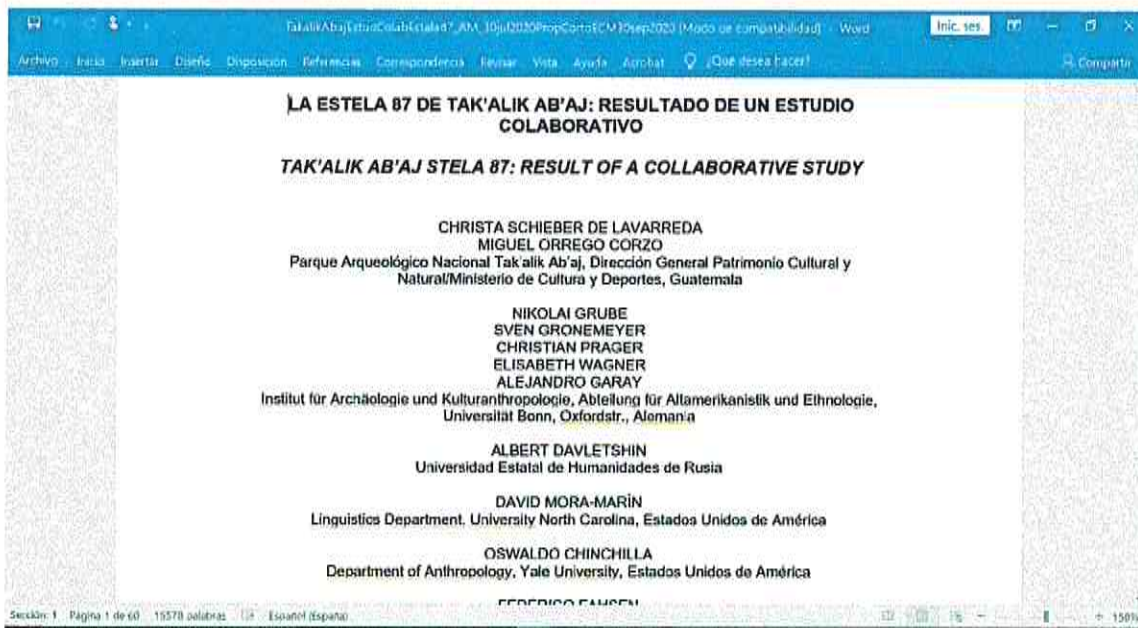 Word
Inic. ses.
Archivo Inicio Insertar Diseño Disposición Referencias Correspondencia Revisar Vista Ayuda Acrobat ¿Qué desea hacer? Compartir
LA ESTELA 87 DE TAK'ALIK AB'AJ: RESULTADO DE UN ESTUDIO
COLABORATIVO
TAK'ALIK AB'AJ STELA 87: RESULT OF A COLLABORATIVE STUDY
CHRISTA SCHIEBER DE LAVARREDA
MIGUEL ORREGO CORZO
Parque Arqueológico Nacional Tak'alik Ab'aj, Dirección General Patrimonio Cultural y
Natural/Ministerio de Cultura y Deportes, Guatemala
NIKOLAI GRUBE
SVEN GRONEMEYER
CHRISTIAN PRAGER
ELISABETH WAGNER
ALEJANDRO GARAY
Institut für Archäologie und Kulturanthropologie, Abteilung für Altamerikanistik und Ethnologie,
Universität Bonn, Oxfordstr., Alemania
ALBERT DAVLETSHIN
Universidad Estatal de Humanidades de Rusia
DAVID MORA-MARÍN
Linguistics Department, University North Carolina, Estados Unidos de América
OSWALDO CHINCHILLA
Department of Anthropology, Yale University, Estados Unidos de América
FEDERICO FAHSEN
Sección: 1 Página 1 de 60 15578 palabras Español (España) 150%